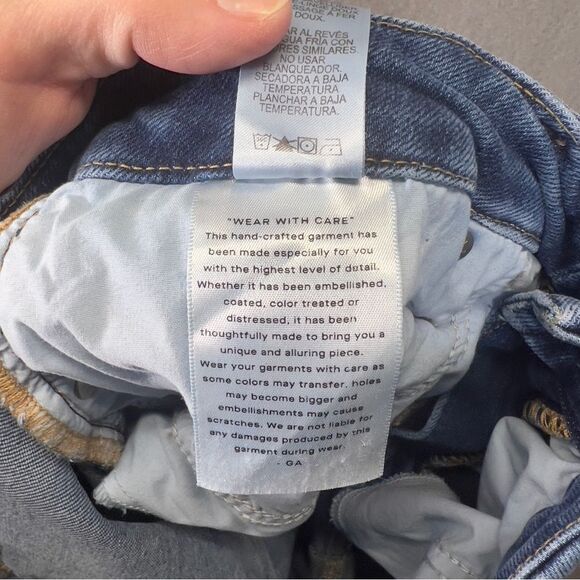 SSAGE À FER
DOUX.
AR AL REVÉS
GUA FRÍA CON
RES SIMILARES.
NO USAR
BLANQUEADOR.
SECADORA A BAJA
TEMPERATURA
PLANCHAR A BAJA
TEMPERATURA.
"WEAR WITH CARE"
This hand-crafted garment has
been made especially for you
with the highest level of detail.
Whether it has been embellished,
coated, color treated or
distressed, it has been
thoughtfully made to bring you a
unique and alluring piece.
Wear your garments with care as
some colors may transfer, holes
may become bigger and
embellishments may cause
scratches. We are not liable for
any damages produced by this
garment during wear.
- GA